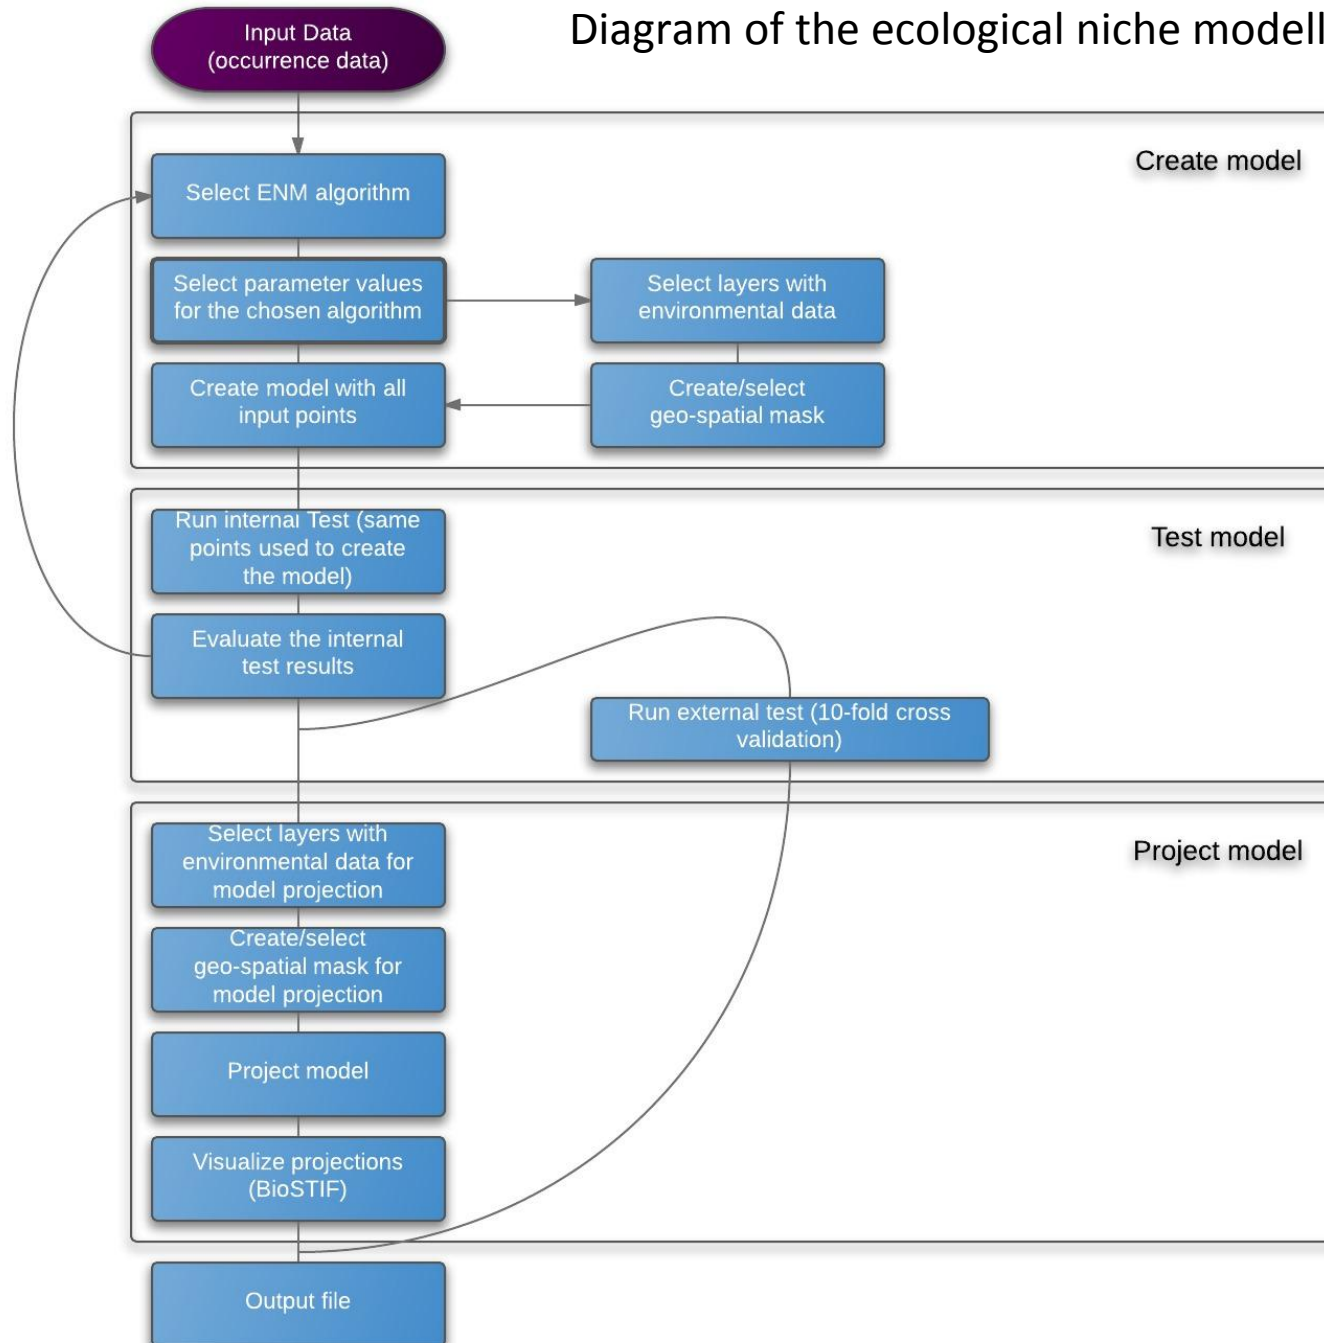 Diagram of the ecological niche modell
Input Data
(occurrence data)
Create model
Select ENM algorithm
Select parameter values
for the chosen algorithm
Select layers with
environmental data
Create model with all
input points
Create/select
geo-spatial mask
Test model
Run internal Test (same
points used to create
the model)
Evaluate the internal
test results
Run external test (10-fold cross
validation)
Project model
Select layers with
environmental data for
model projection
Create/select
geo-spatial mask for
model projection
Project model
Visualize projections
(BioSTIF)
Output file